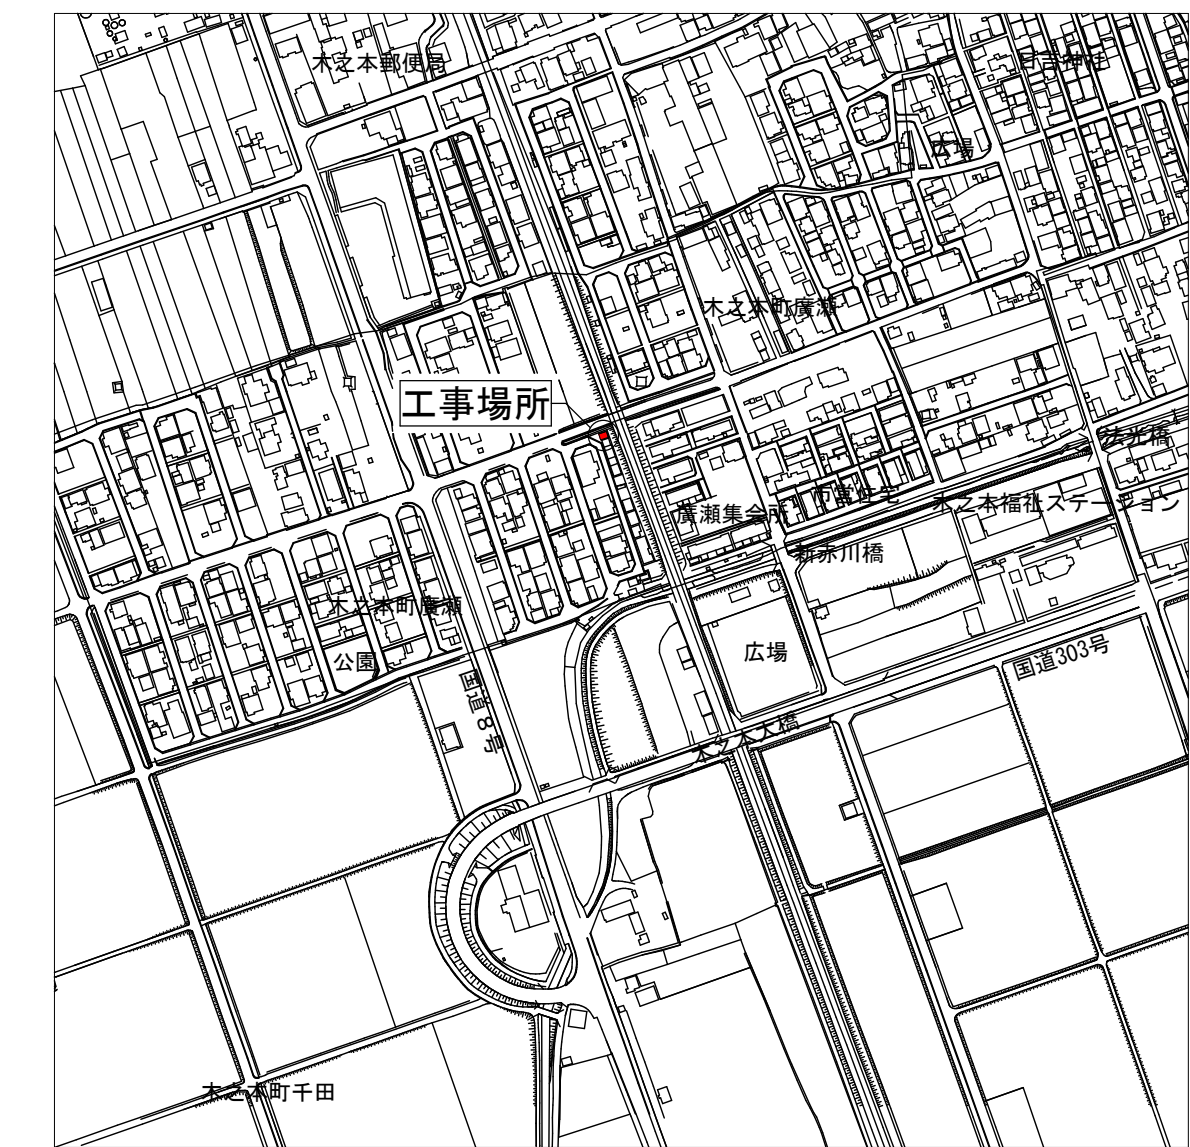 木之本郵便局
日吉神社
広場
木之本町廣瀬
工事場所
法光橋
市営住宅
木之本福祉ステーション
廣瀬集会所
新赤川橋
木之本町廣瀬
広場
公園
国道303号
国道8号
木之本大橋
木之本町千田